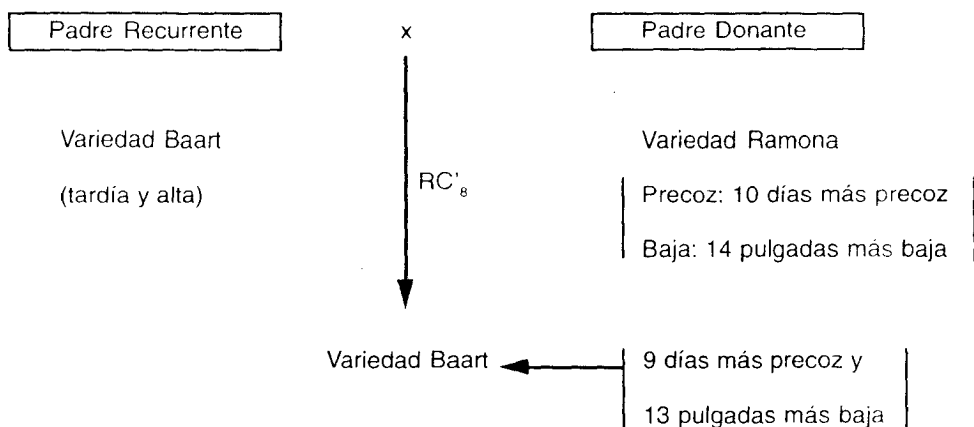 Padre Recurrente x Padre Donante
Variedad Baart Variedad Ramona
(tardía y alta) RC'₈ Precoz: 10 días más precoz
Baja: 14 pulgadas más baja
Variedad Baart 9 días más precoz y
13 pulgadas más baja